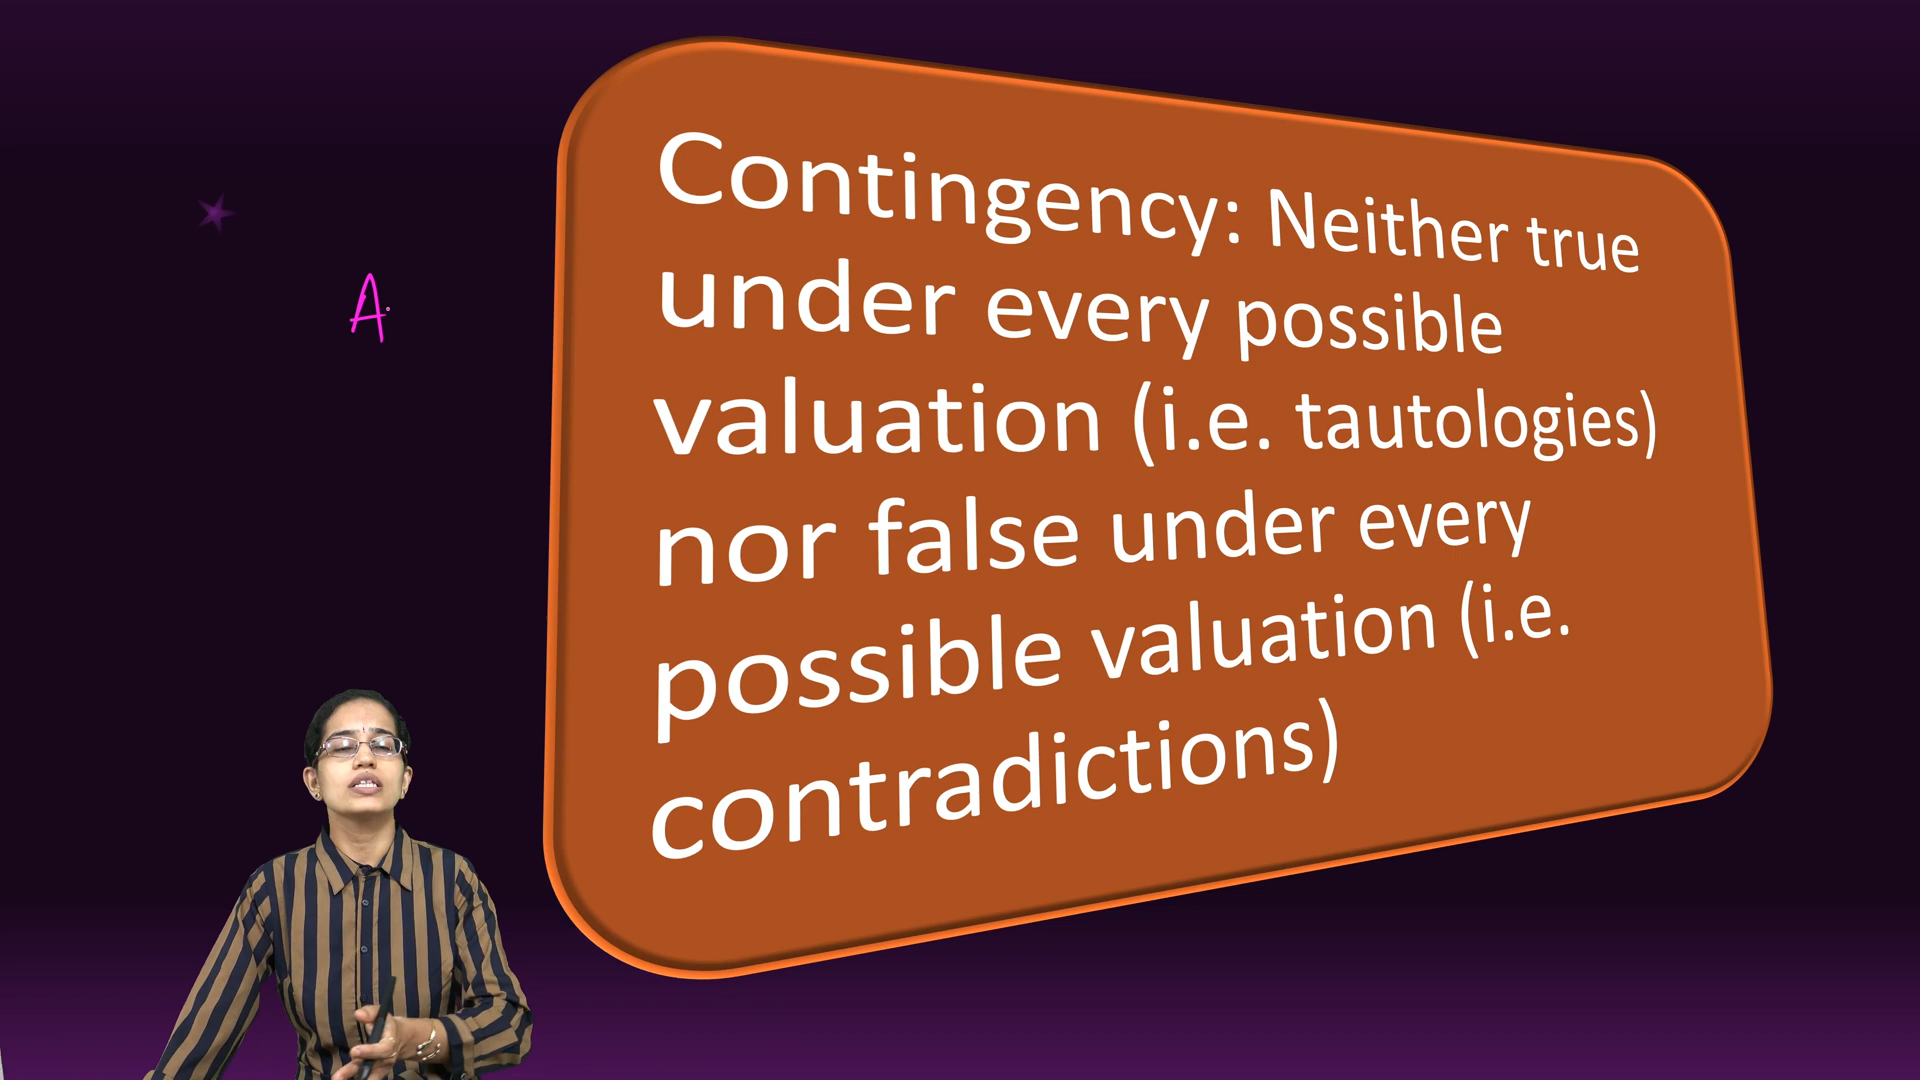 A
Contingency: Neither true
under every possible
valuation (i.e. tautologies)
nor false under every
possible valuation (i.e.
contradictions)